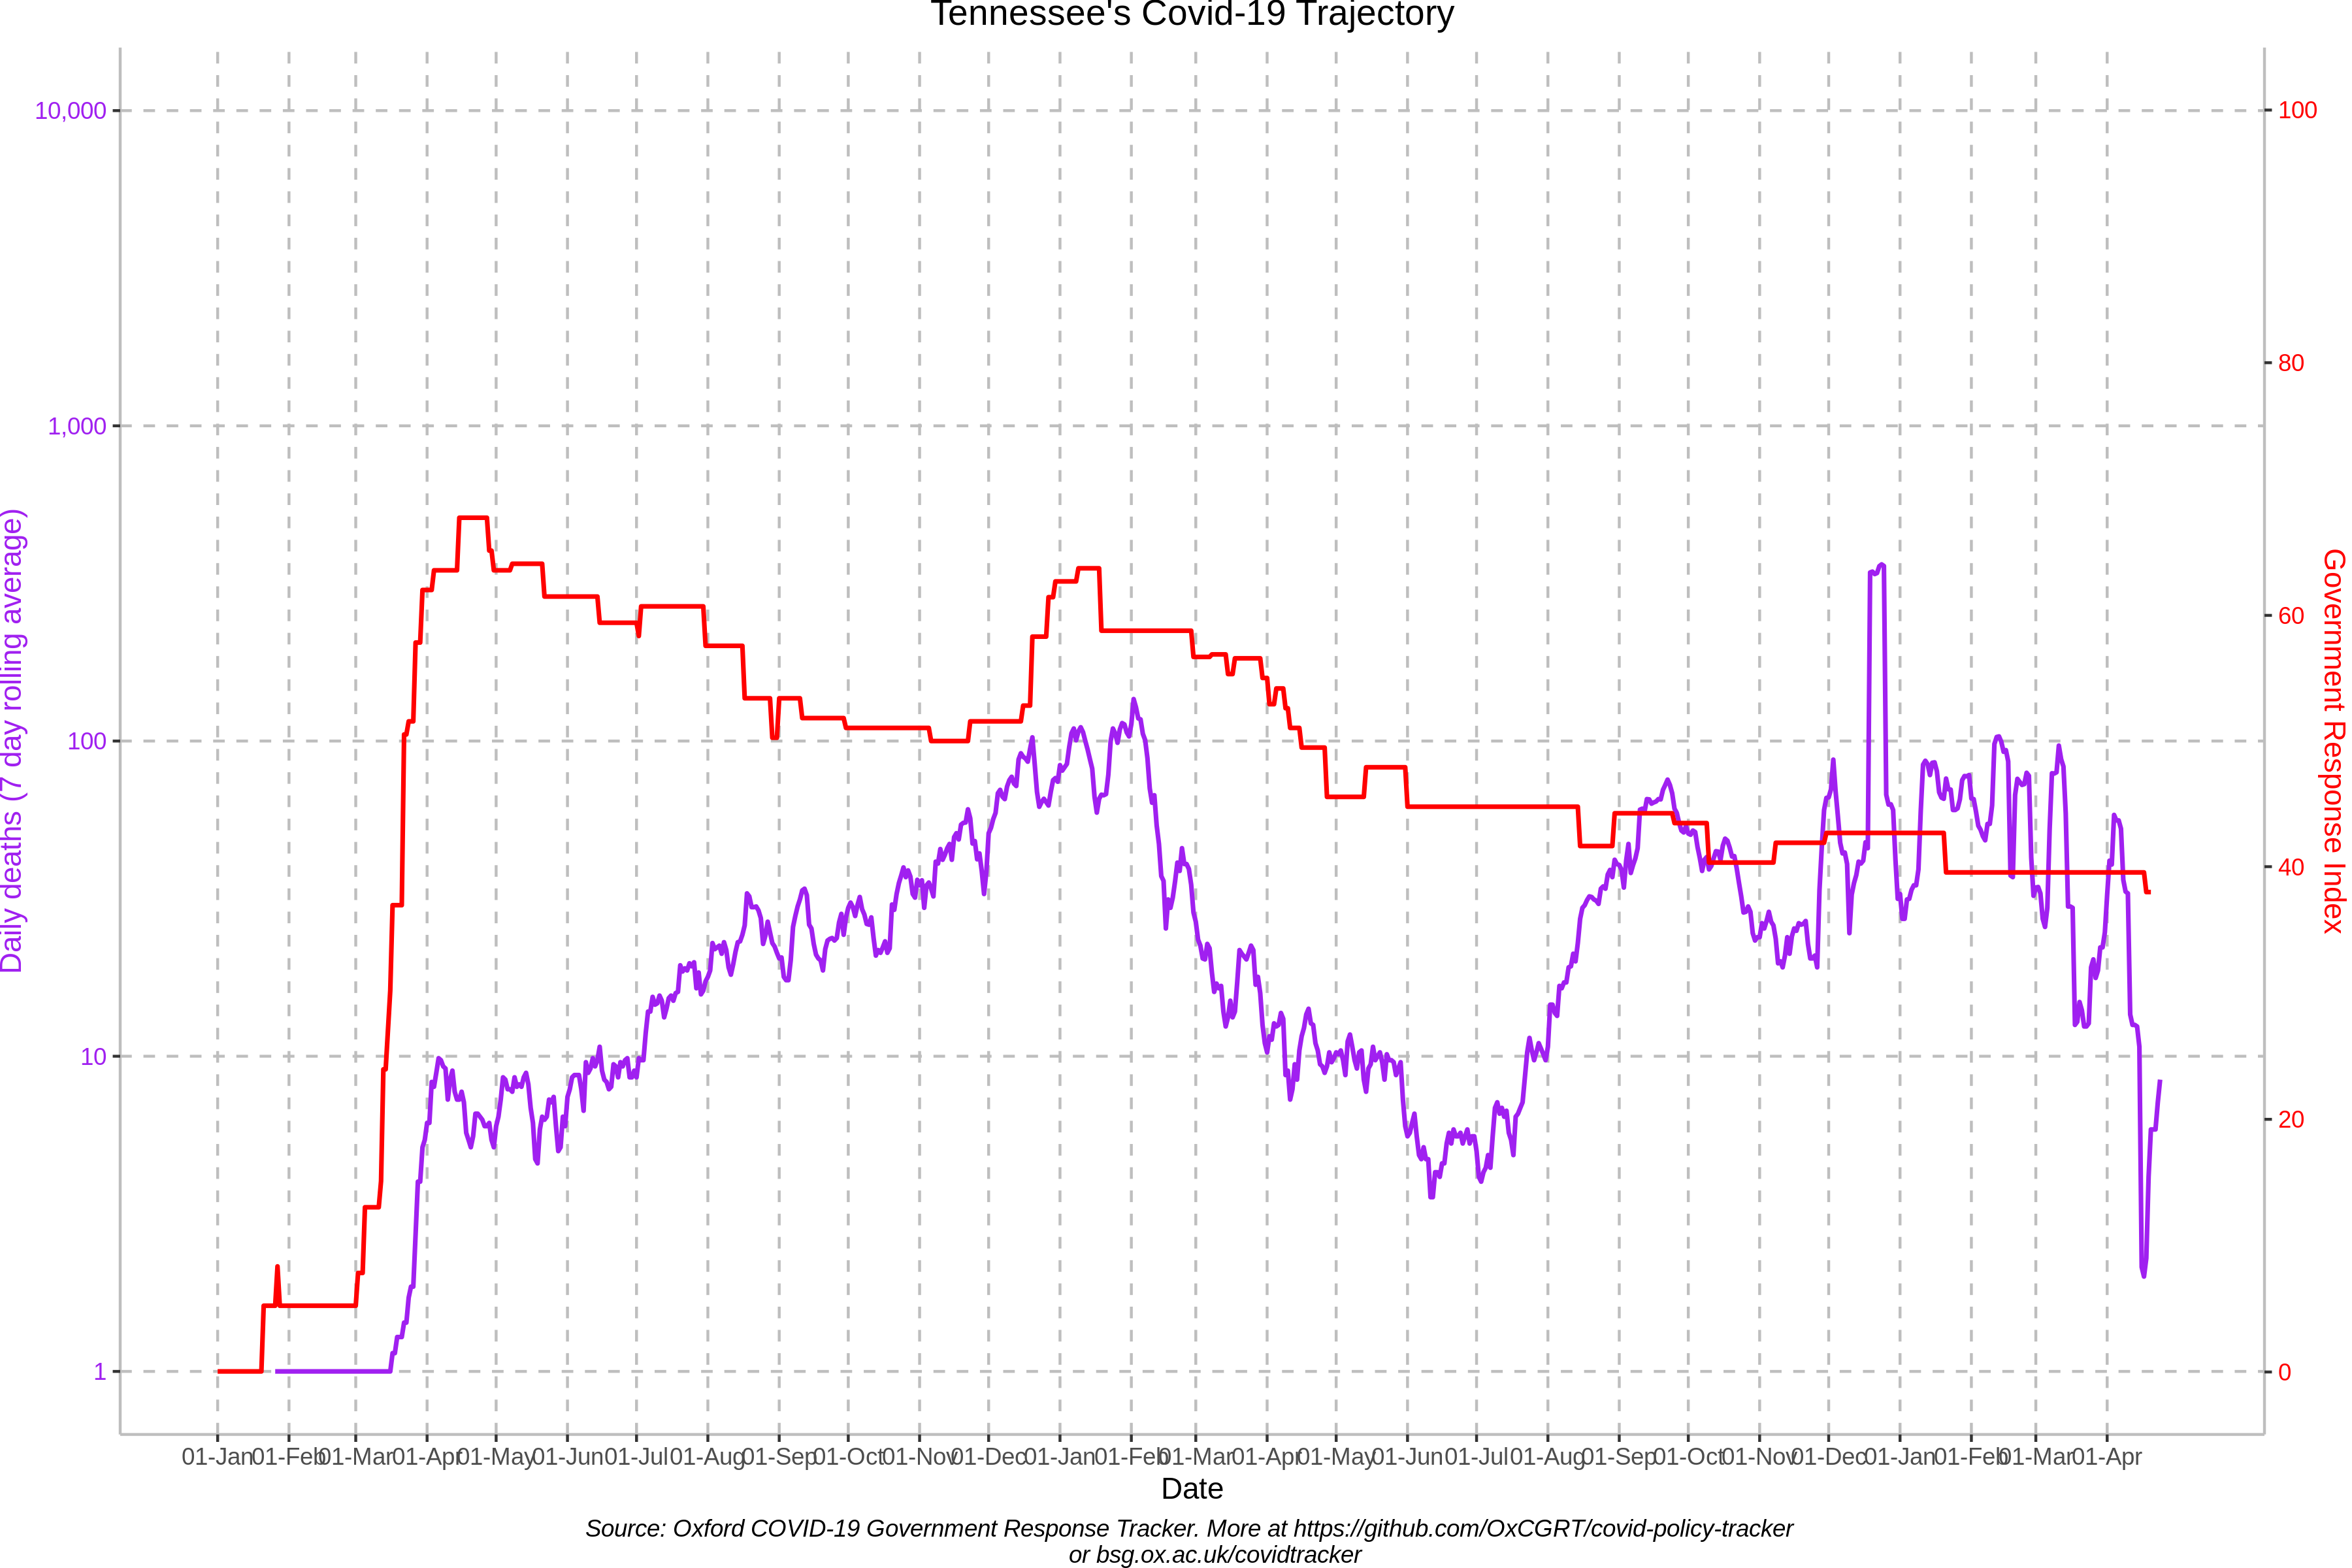 Tennessee's Covid-19 Trajectory
10,000
1,000
100
10
1
Daily deaths (7 day rolling average)
100
80
60
40
20
0
Government Response Index
01-Jan 01-Feb 01-Mar 01-Apr 01-May 01-Jun 01-Jul 01-Aug 01-Sep 01-Oct 01-Nov 01-Dec 01-Jan 01-Feb 01-Mar 01-Apr 01-May 01-Jun 01-Jul 01-Aug 01-Sep 01-Oct 01-Nov 01-Dec 01-Jan 01-Feb 01-Mar 01-Apr
Date
Source: Oxford COVID-19 Government Response Tracker. More at https://github.com/OxCGRT/covid-policy-tracker
or bsg.ox.ac.uk/covidtracker